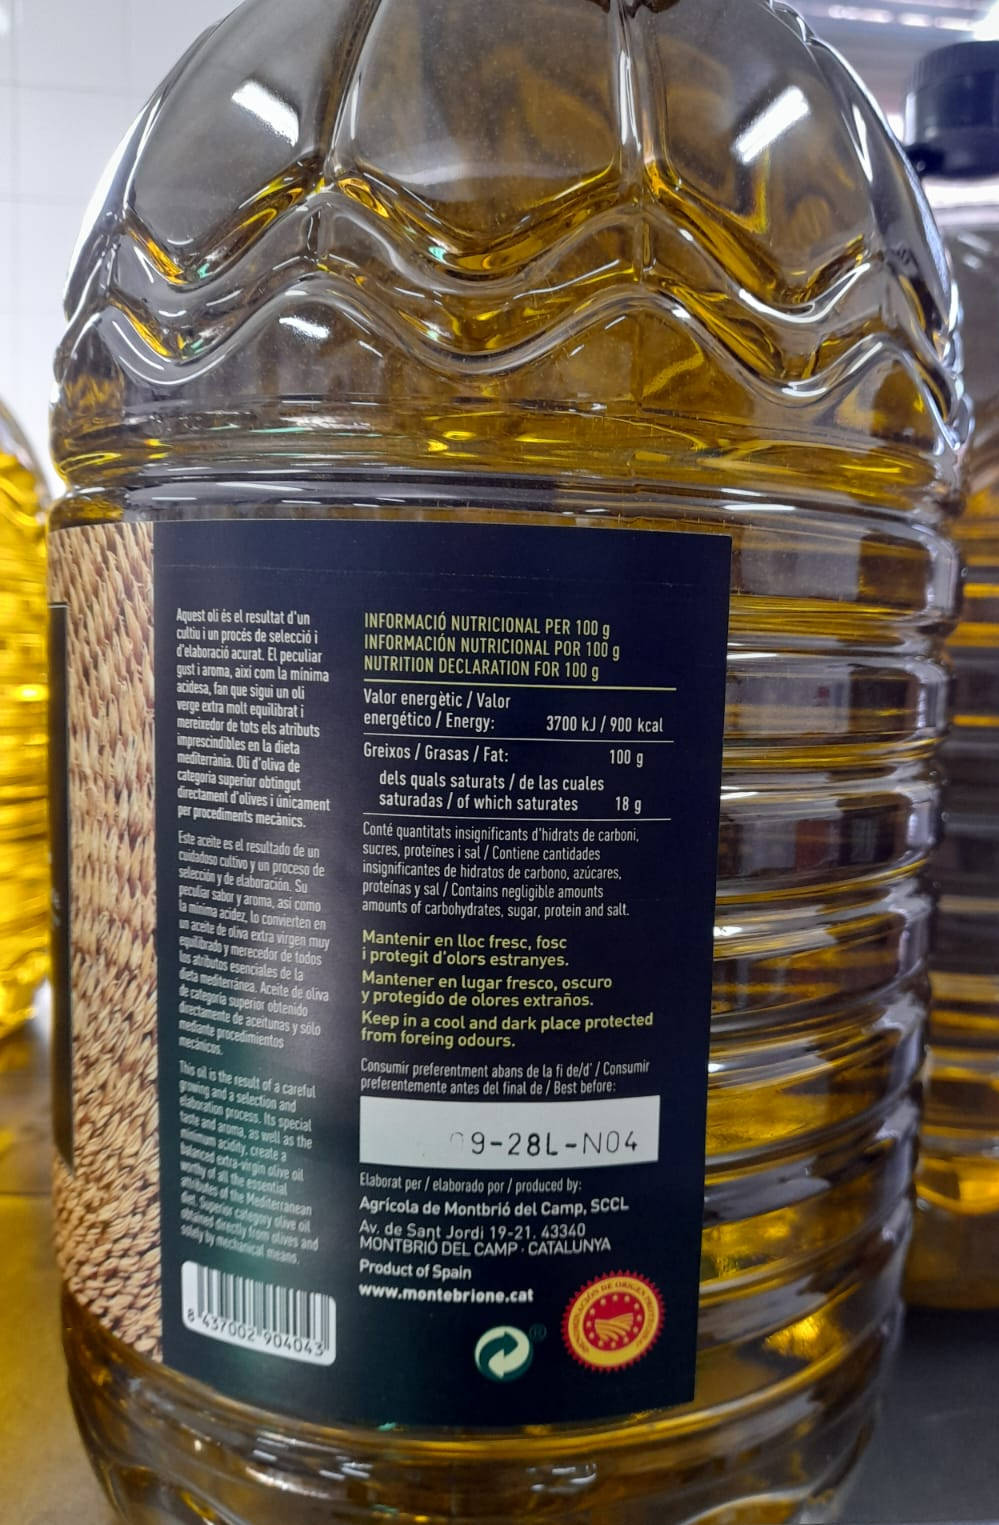 Aquest oli és el resultat d'un
cultiu i un procés de selecció i
d'elaboració acurat. El peculiar
gust i aroma, així com la mínima
acidesa, fan que sigui un oli
verge extra molt equilibrat i
mereixedor de tots els atributs
imprescindibles en la dieta
mediterrània. Oli d'oliva de
categoria superior obtingut
directament d'olives i únicament
per procediments mecànics.
Este aceite es el resultado de un
cuidadoso cultivo y un proceso de
selección y de elaboración. Su
peculiar sabor y aroma, así como
la mínima acidez, lo convierten en
un aceite de oliva extra virgen muy
equilibrado y merecedor de todos
los atributos esenciales de la
dieta mediterránea. Aceite de oliva
de categoría superior obtenido
directamente de aceitunas y sólo
mediante procedimientos
mecánicos.
This oil is the result of a careful
growing and a selection and
elaboration process. Its special
taste and aroma, as well as the
minimum acidity, create a
balanced extra-virgin olive oil
worthy of all the essential
attributes of the Mediterranean
diet. Superior category olive oil
obtained directly from olives and
solely by mechanical means.
8 437002 904043
INFORMACIÓ NUTRICIONAL PER 100 g
INFORMACIÓN NUTRICIONAL POR 100 g
NUTRITION DECLARATION FOR 100 g
Valor energètic / Valor
energético / Energy: 3700 kJ / 900 kcal
Greixos / Grasas / Fat: 100 g
dels quals saturats / de las cuales
saturadas / of which saturates 18 g
Conté quantitats insignificants d'hidrats de carboni,
sucres, proteïnes i sal / Contiene cantidades
insignificantes de hidratos de carbono, azúcares,
proteínas y sal / Contains negligible amounts
amounts of carbohydrates, sugar, protein and salt.
Mantenir en lloc fresc, fosc
i protegit d'olors estranyes.
Mantener en lugar fresco, oscuro
y protegido de olores extraños.
Keep in a cool and dark place protected
from foreing odours.
Consumir preferentment abans de la fi de/d' / Consumir
preferentemente antes del final de / Best before:
09-28L-N04
Elaborat per / elaborado por / produced by:
Agrícola de Montbrió del Camp, SCCL
Av. de Sant Jordi 19-21, 43340
MONTBRIÓ DEL CAMP · CATALUNYA
Product of Spain
www.montebrione.cat
®
DENOMINACIÓN DE ORIGEN PROTEGIDA